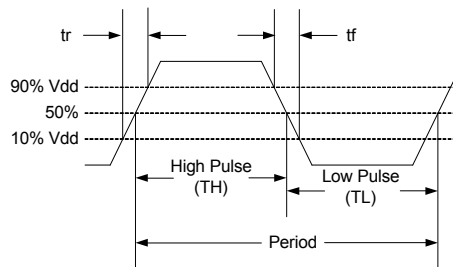 tr
tf
90% Vdd
50%
10% Vdd
High Pulse
(TH)
Low Pulse
(TL)
Period